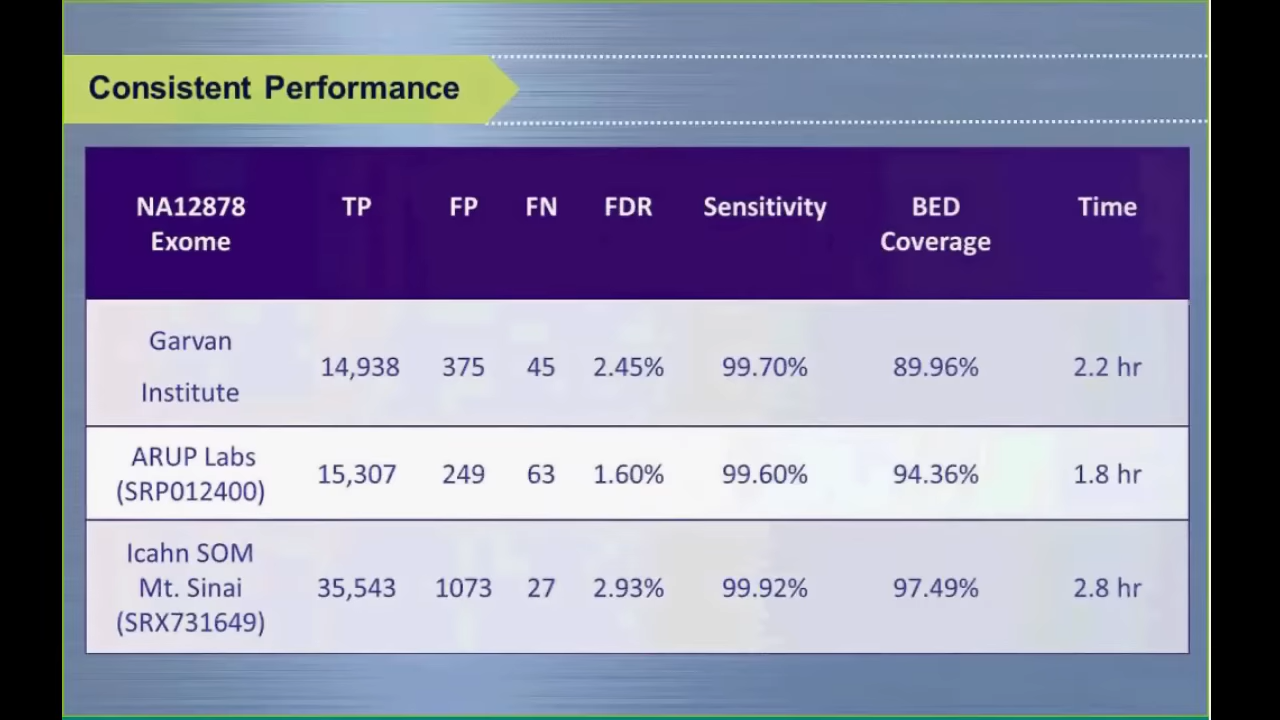 Consistent Performance
NA12878 Exome TP FP FN FDR Sensitivity BED Coverage Time
Garvan Institute 14,938 375 45 2.45% 99.70% 89.96% 2.2 hr
ARUP Labs (SRP012400) 15,307 249 63 1.60% 99.60% 94.36% 1.8 hr
Icahn SOM Mt. Sinai (SRX731649) 35,543 1073 27 2.93% 99.92% 97.49% 2.8 hr